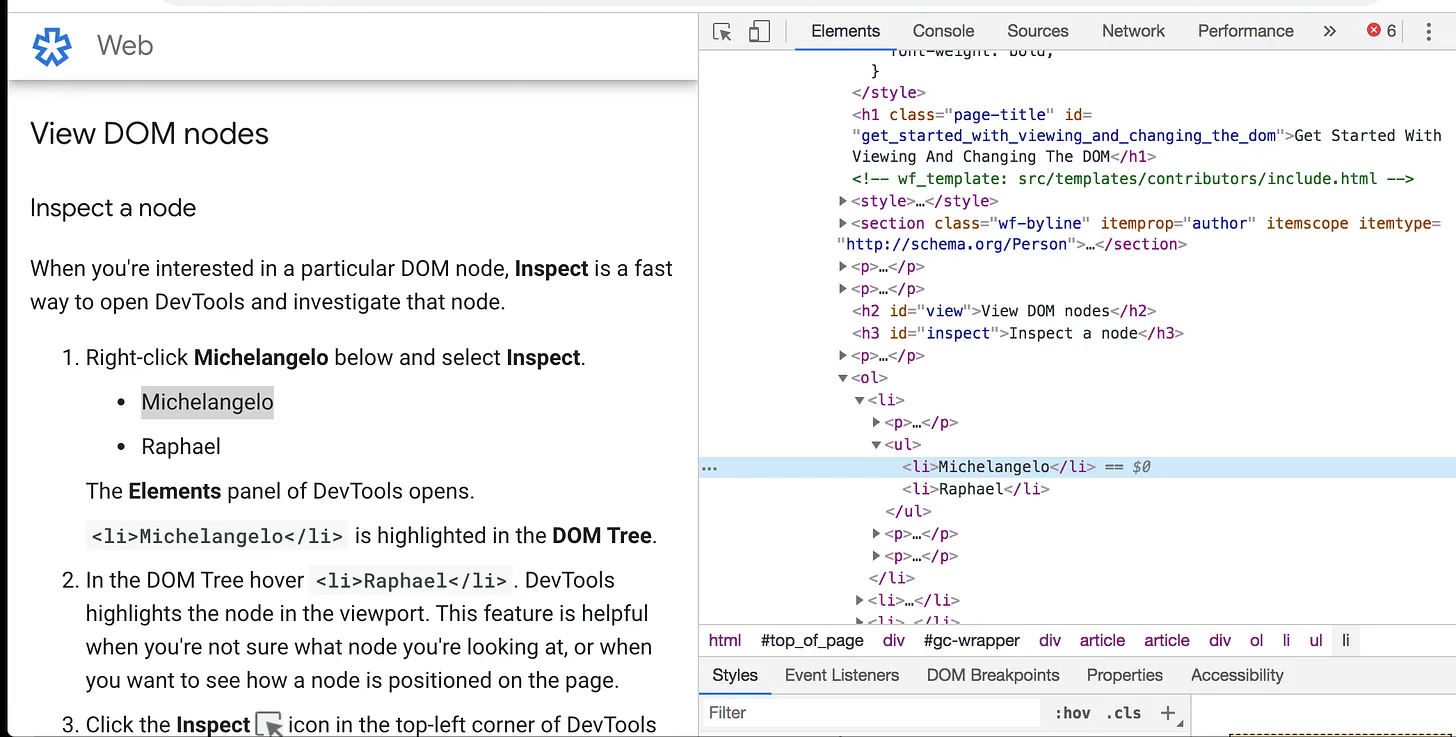 Web
View DOM nodes
Inspect a node
When you're interested in a particular DOM node, Inspect is a fast
way to open DevTools and investigate that node.
1. Right-click Michelangelo below and select Inspect.
• Michelangelo
• Raphael
The Elements panel of DevTools opens.
<li>Michelangelo</li> is highlighted in the DOM Tree.
2. In the DOM Tree hover <li>Raphael</li>. DevTools
highlights the node in the viewport. This feature is helpful
when you're not sure what node you're looking at, or when
you want to see how a node is positioned on the page.
3. Click the Inspect icon in the top-left corner of DevTools
Elements Console Sources Network Performance » 6
font-weight: bold;
}
</style>
<h1 class="page-title" id=
"get_started_with_viewing_and_changing_the_dom">Get Started With
Viewing And Changing The DOM</h1>
<!-- wf_template: src/templates/contributors/include.html -->
<style>…</style>
<section class="wf-byline" itemprop="author" itemscope itemtype=
"http://schema.org/Person">…</section>
<p>…</p>
<p>…</p>
<h2 id="view">View DOM nodes</h2>
<h3 id="inspect">Inspect a node</h3>
<p>…</p>
<ol>
<li>
<p>…</p>
<ul>
<li>Michelangelo</li> == $0
<li>Raphael</li>
</ul>
<p>…</p>
<p>…</p>
</li>
<li>…</li>
<li>…</li>
html #top_of_page div #gc-wrapper div article article div ol li ul li
Styles Event Listeners DOM Breakpoints Properties Accessibility
Filter :hov .cls +